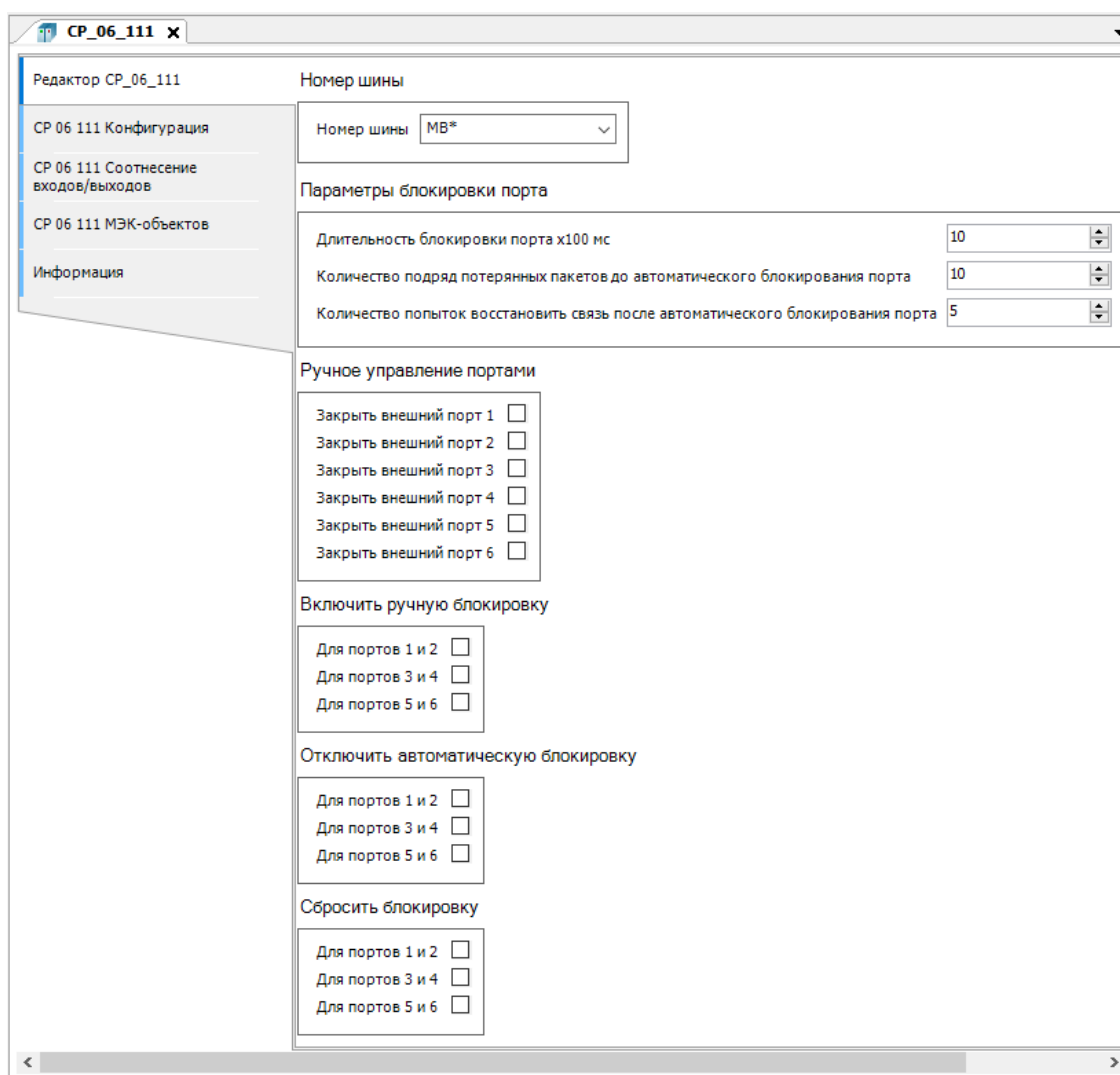 CP_06_111
Редактор CP_06_111
CP 06 111 Конфигурация
CP 06 111 Соотнесение
входов/выходов
CP 06 111 МЭК-объектов
Информация
Номер шины
Номер шины MB*
Параметры блокировки порта
Длительность блокировки порта x100 мс 10
Количество подряд потерянных пакетов до автоматического блокирования порта 10
Количество попыток восстановить связь после автоматического блокирования порта 5
Ручное управление портами
Закрыть внешний порт 1
Закрыть внешний порт 2
Закрыть внешний порт 3
Закрыть внешний порт 4
Закрыть внешний порт 5
Закрыть внешний порт 6
Включить ручную блокировку
Для портов 1 и 2
Для портов 3 и 4
Для портов 5 и 6
Отключить автоматическую блокировку
Для портов 1 и 2
Для портов 3 и 4
Для портов 5 и 6
Сбросить блокировку
Для портов 1 и 2
Для портов 3 и 4
Для портов 5 и 6